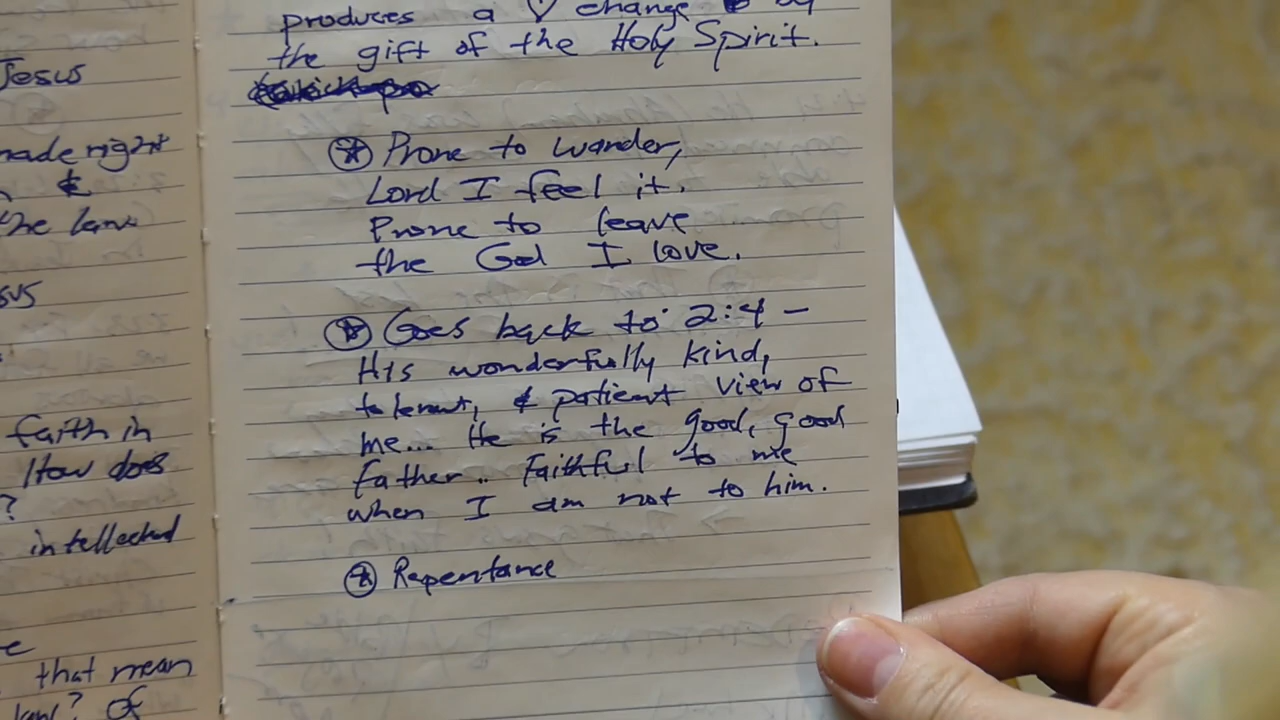 Jesus
made right
&
the law
faith in
How does
?
intellectual
that mean
? Of
produces a ♡ change
the gift of the Holy Spirit.
Prone to wander,
Lord I feel it.
Prone to leave
the God I love.
Goes back to 2:4 -
His wonderfully kind,
tolerant, & patient view of
me... He is the good, good
father.. Faithful to me
when I am not to him.
Repentance